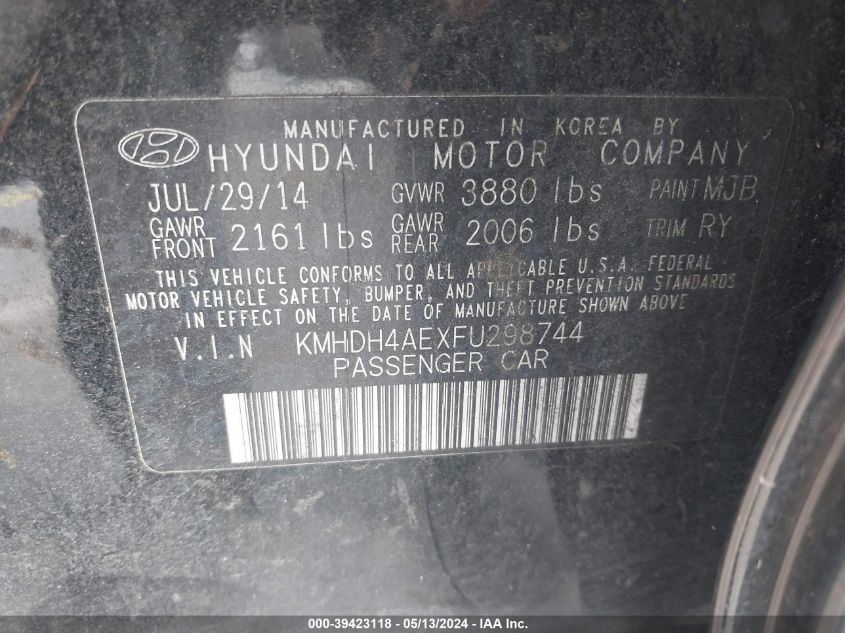 MANUFACTURED IN KOREA BY
HYUNDAI MOTOR COMPANY
JUL/29/14 GVWR 3880 lbs PAINT MJB
GAWR FRONT 2161 lbs GAWR REAR 2006 lbs TRIM RY
THIS VEHICLE CONFORMS TO ALL APPLICABLE U.S.A. FEDERAL
MOTOR VEHICLE SAFETY, BUMPER, AND THEFT PREVENTION STANDARDS
IN EFFECT ON THE DATE OF MANUFACTURE SHOWN ABOVE
V.I.N KMHDH4AEXFU298744
PASSENGER CAR
000-39423118 - 05/13/2024 - IAA Inc.